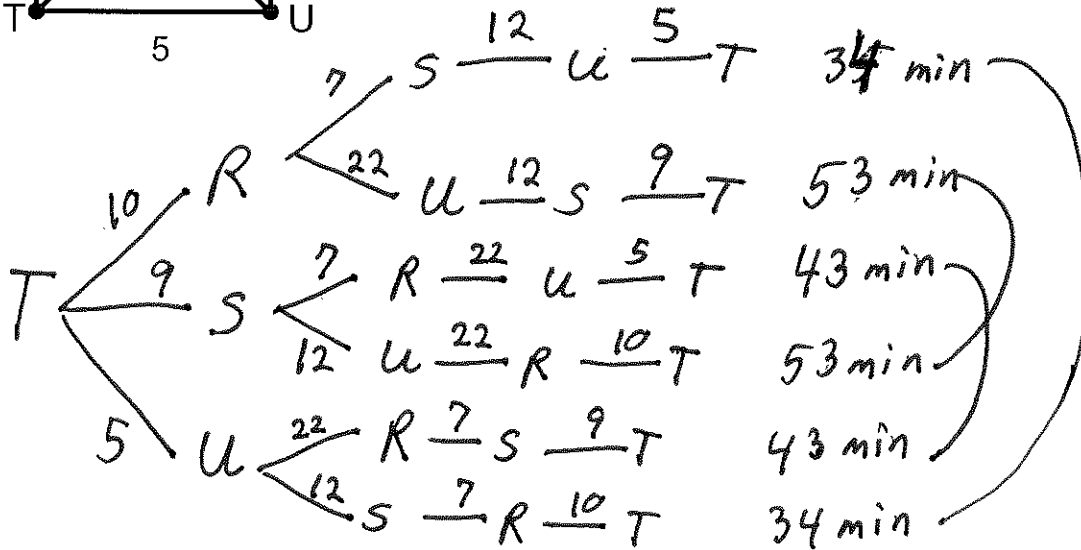 T U
5
7 S 12 U 5 T 34 min
10 R 22 U 12 S 9 T 53 min
T 9 S 7 R 22 U 5 T 43 min
12 U 22 R 10 T 53 min
5 U 22 R 7 S 9 T 43 min
12 S 7 R 10 T 34 min